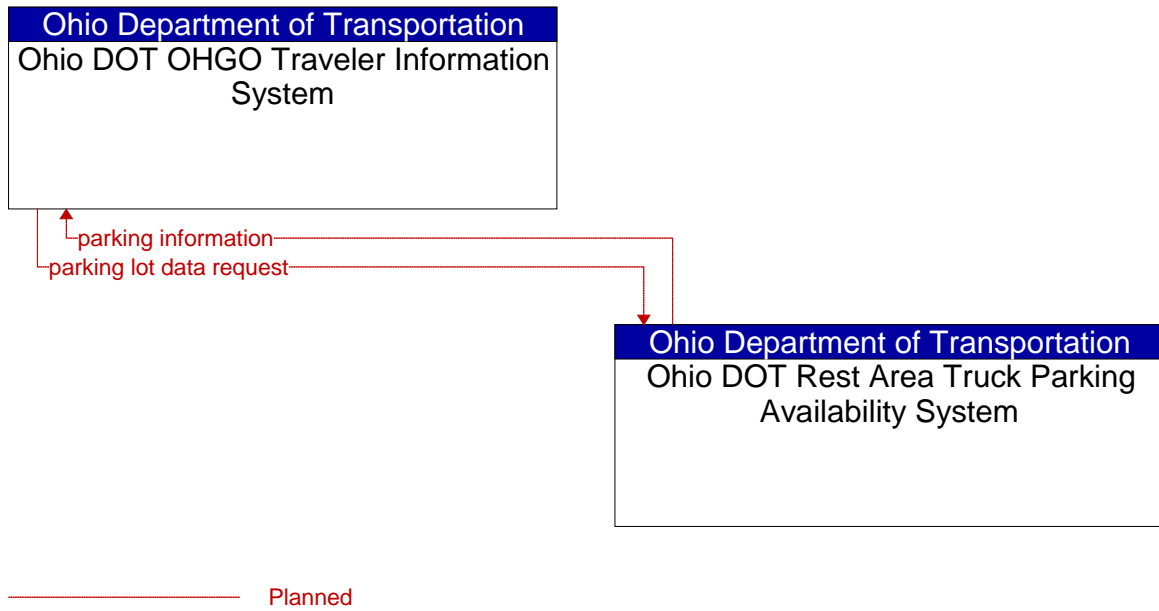 Ohio Department of Transportation
Ohio DOT OHGO Traveler Information
System
parking information
parking lot data request
Ohio Department of Transportation
Ohio DOT Rest Area Truck Parking
Availability System
Planned